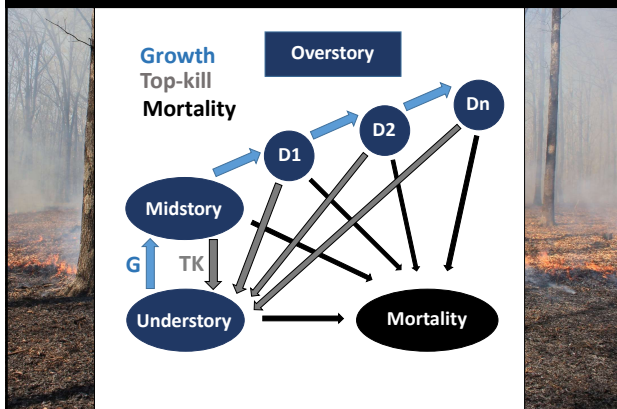 Growth
Top-kill
Mortality
Overstory
Dn
D2
D1
Midstory
G
TK
Understory
Mortality